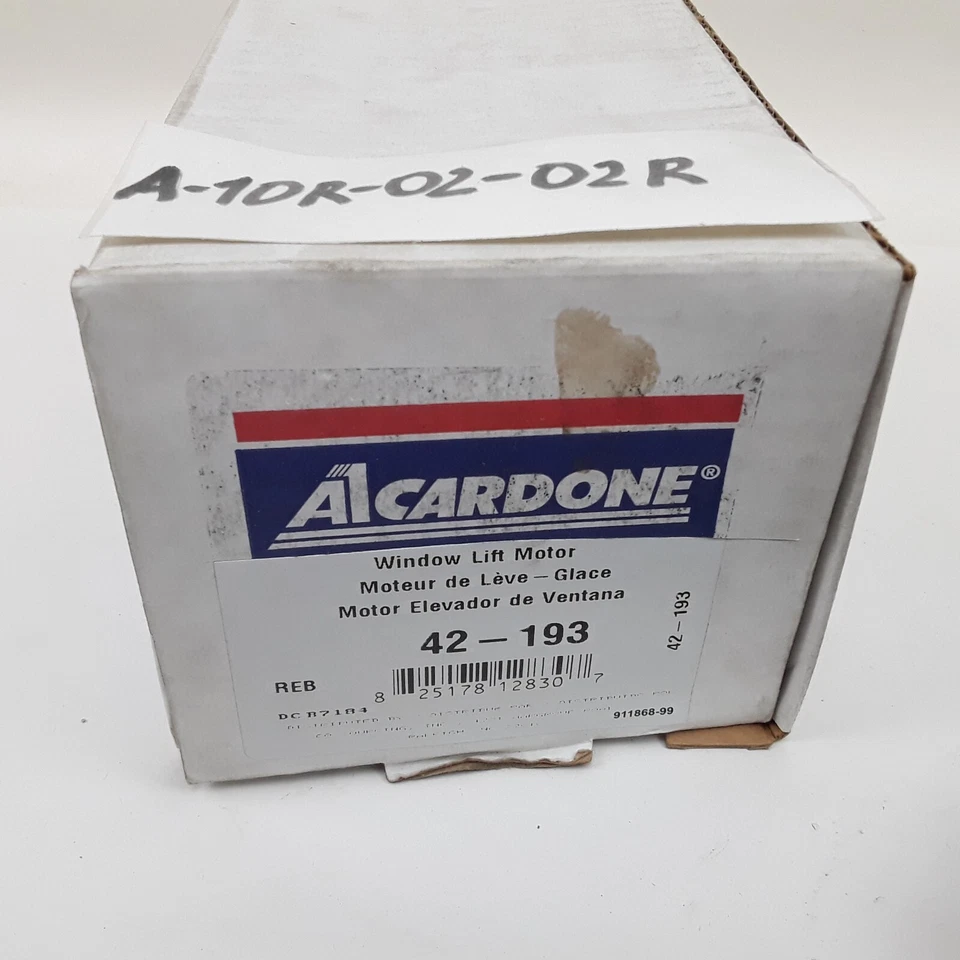 A-10R-02-02R
A1 CARDONE®
Window Lift Motor
Moteur de Lève – Glace
Motor Elevador de Ventana
42 – 193
42 – 193
REB
8 25178 12830 7
911868-99